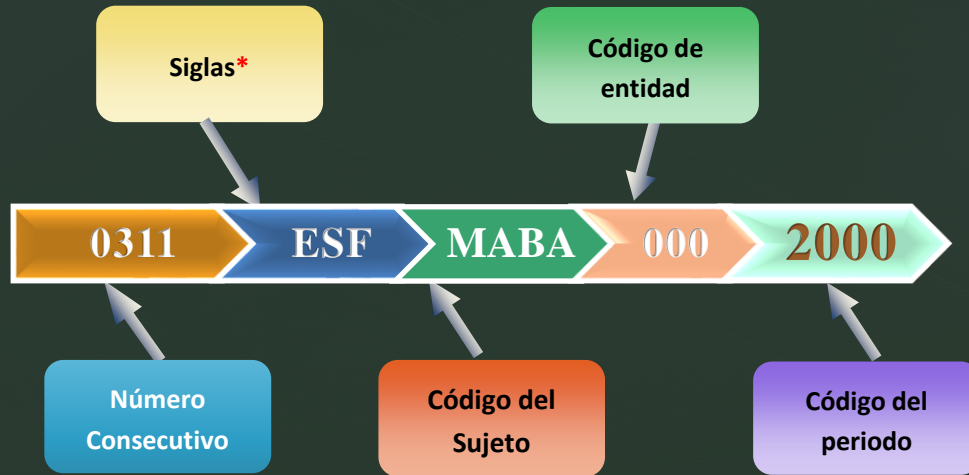 Siglas*
Código de
entidad
0311 ESF MABA 000 2000
Número
Consecutivo
Código del
Sujeto
Código del
periodo